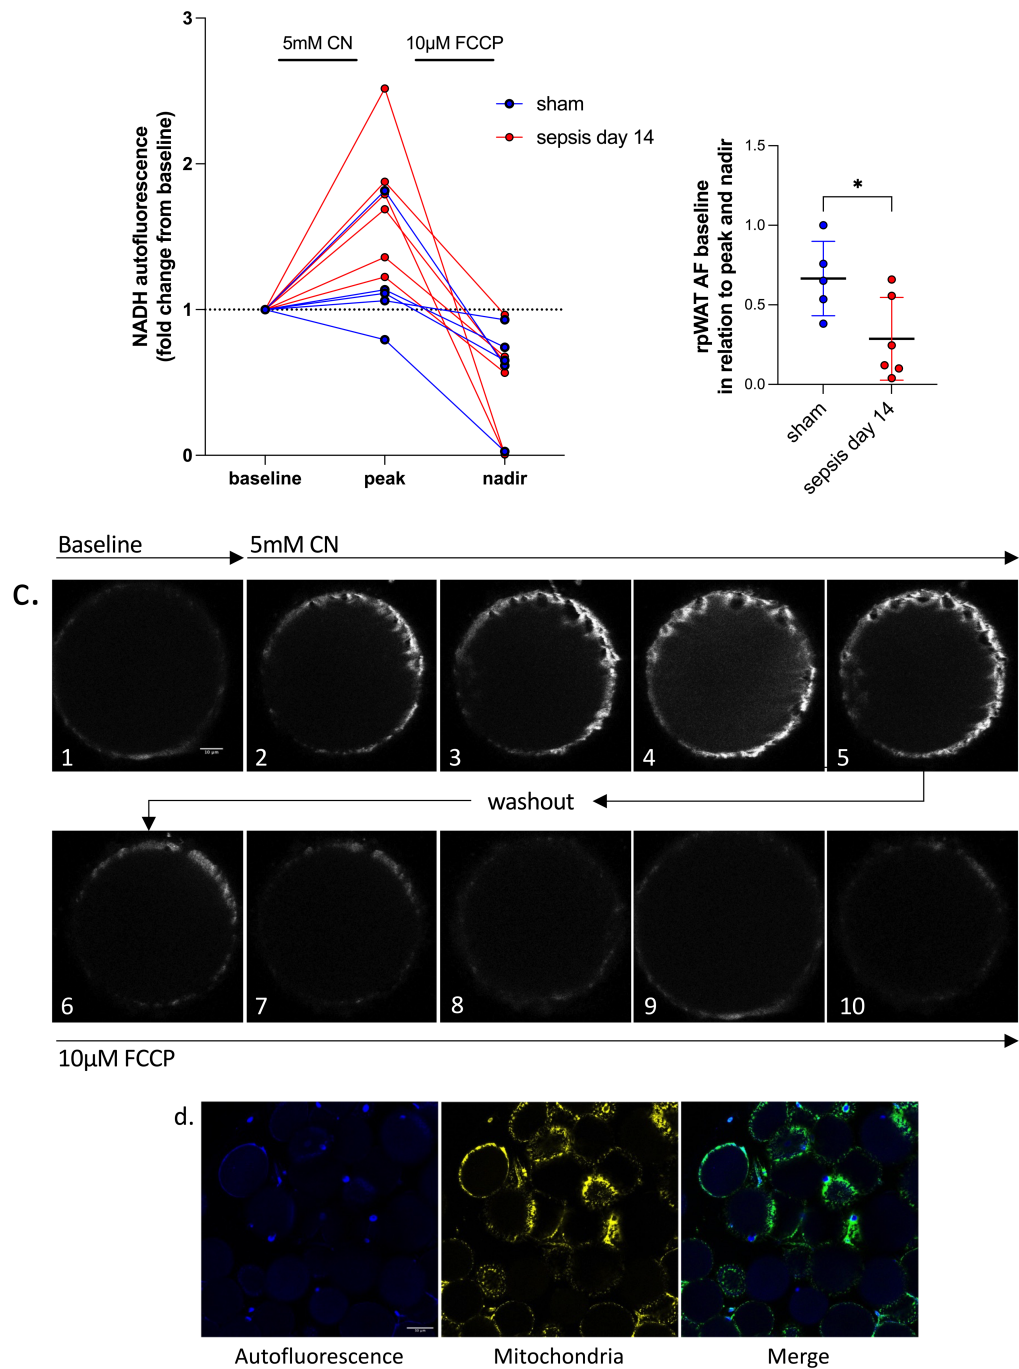 3
2
1
0
NADH autofluorescence
(fold change from baseline)
5mM CN
10µM FCCP
sham
sepsis day 14
baseline
peak
nadir
rpWAT AF baseline
in relation to peak and nadir
1.5
1.0
0.5
0.0
*
sham
sepsis day 14
Baseline
5mM CN
c.
1
10 µm
2
3
4
5
washout
6
7
8
9
10
10µM FCCP
d.
Autofluorescence
Mitochondria
Merge